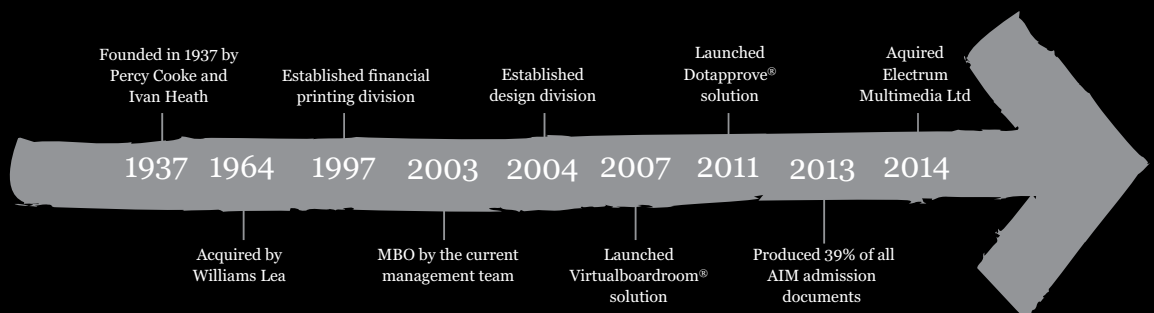 Founded in 1937 by
Percy Cooke and
Ivan Heath
Established financial
printing division
Established
design division
Launched
Dotapprove®
solution
Aquired
Electrum
Multimedia Ltd
1937 1964 1997 2003 2004 2007 2011 2013 2014
Acquired by
Williams Lea
MBO by the current
management team
Launched
Virtualboardroom®
solution
Produced 39% of all
AIM admission
documents